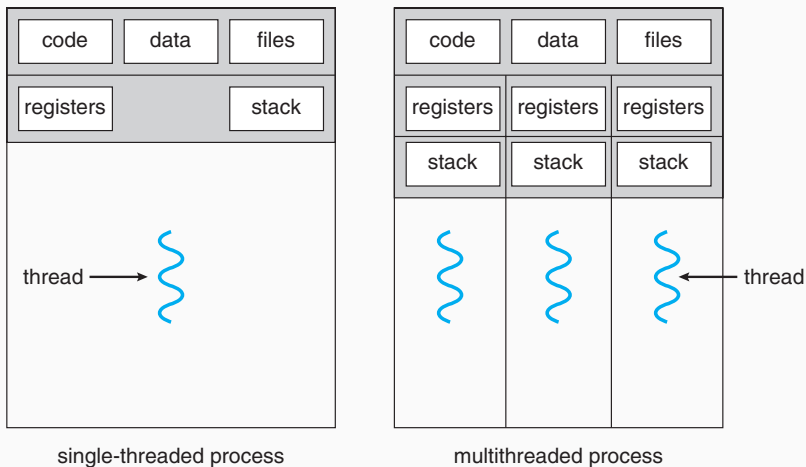 code data files
registers stack
thread
single-threaded process
code data files
registers registers registers
stack stack stack
thread
multithreaded process